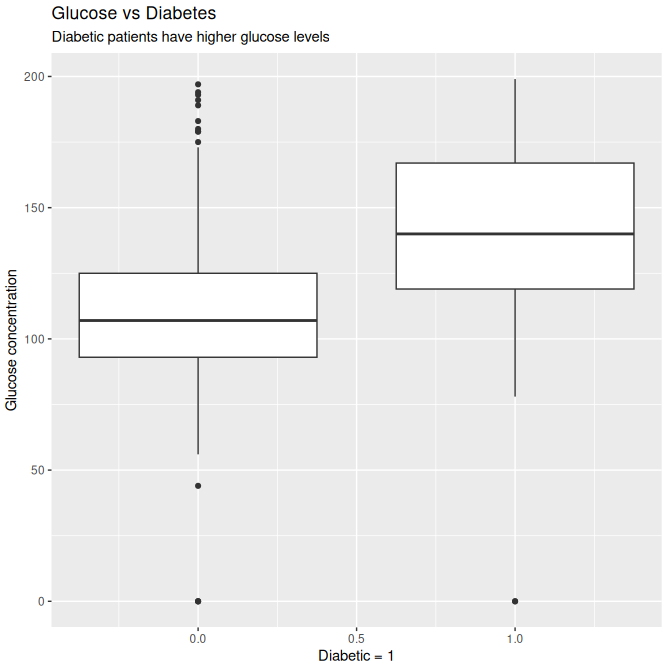 Glucose vs Diabetes
Diabetic patients have higher glucose levels
Glucose concentration
200
150
100
50
0
0.0 0.5 1.0
Diabetic = 1